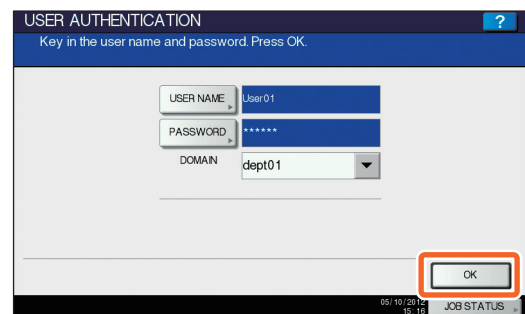 USER AUTHENTICATION
?
Key in the user name and password. Press OK.
USER NAME
User01
PASSWORD
******
DOMAIN
dept01
OK
05/10/2012
15:16
JOB STATUS